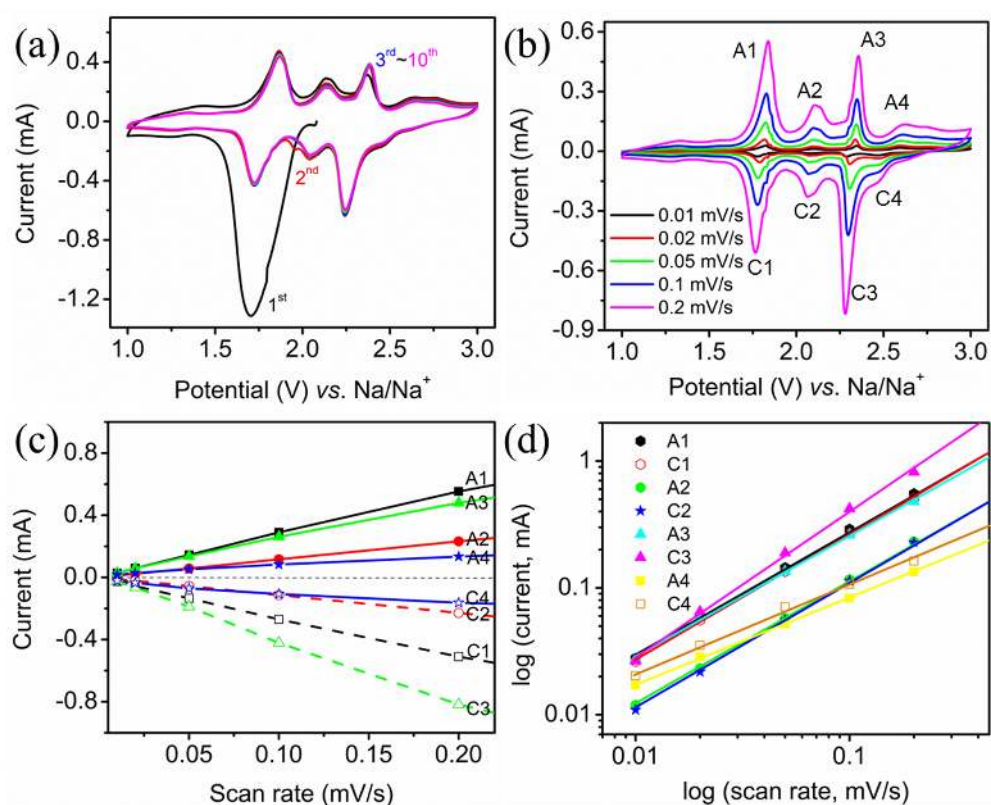 (a)
0.4
0.0
-0.4
-0.8
-1.2
Current (mA)
3rd~10th
2nd
1st
1.0 1.5 2.0 2.5 3.0
Potential (V) vs. Na/Na+
(b)
0.6
0.3
0.0
-0.3
-0.6
-0.9
Current (mA)
A1
A2
A3
A4
C1
C2
C3
C4
0.01 mV/s
0.02 mV/s
0.05 mV/s
0.1 mV/s
0.2 mV/s
1.0 1.5 2.0 2.5 3.0
Potential (V) vs. Na/Na+
(c)
0.8
0.4
0.0
-0.4
-0.8
Current (mA)
A1
A3
A2
A4
C4
C2
C1
C3
0.05 0.10 0.15 0.20
Scan rate (mV/s)
(d)
1
0.1
0.01
log (current, mA)
A1
C1
A2
C2
A3
C3
A4
C4
0.01 0.1
log (scan rate, mV/s)